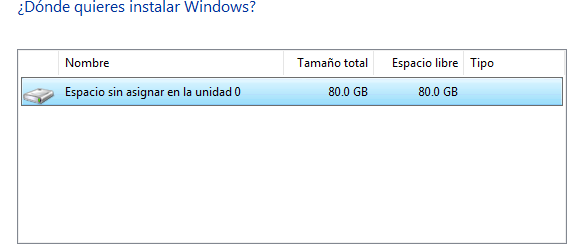 ¿Dónde quieres instalar Windows?
Nombre Tamaño total Espacio libre Tipo
Espacio sin asignar en la unidad 0 80.0 GB 80.0 GB